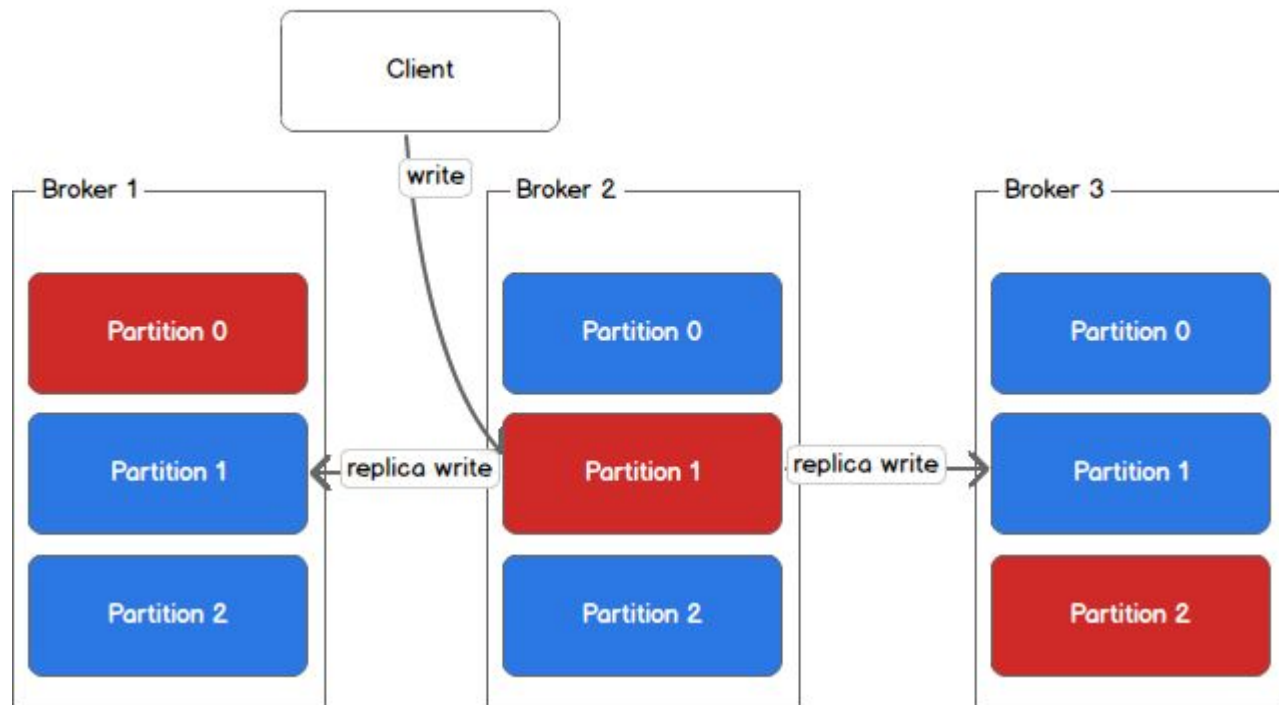 Client
write
Broker 1
Broker 2
Broker 3
Partition 0
Partition 0
Partition 0
Partition 1
replica write
Partition 1
replica write
Partition 1
Partition 2
Partition 2
Partition 2